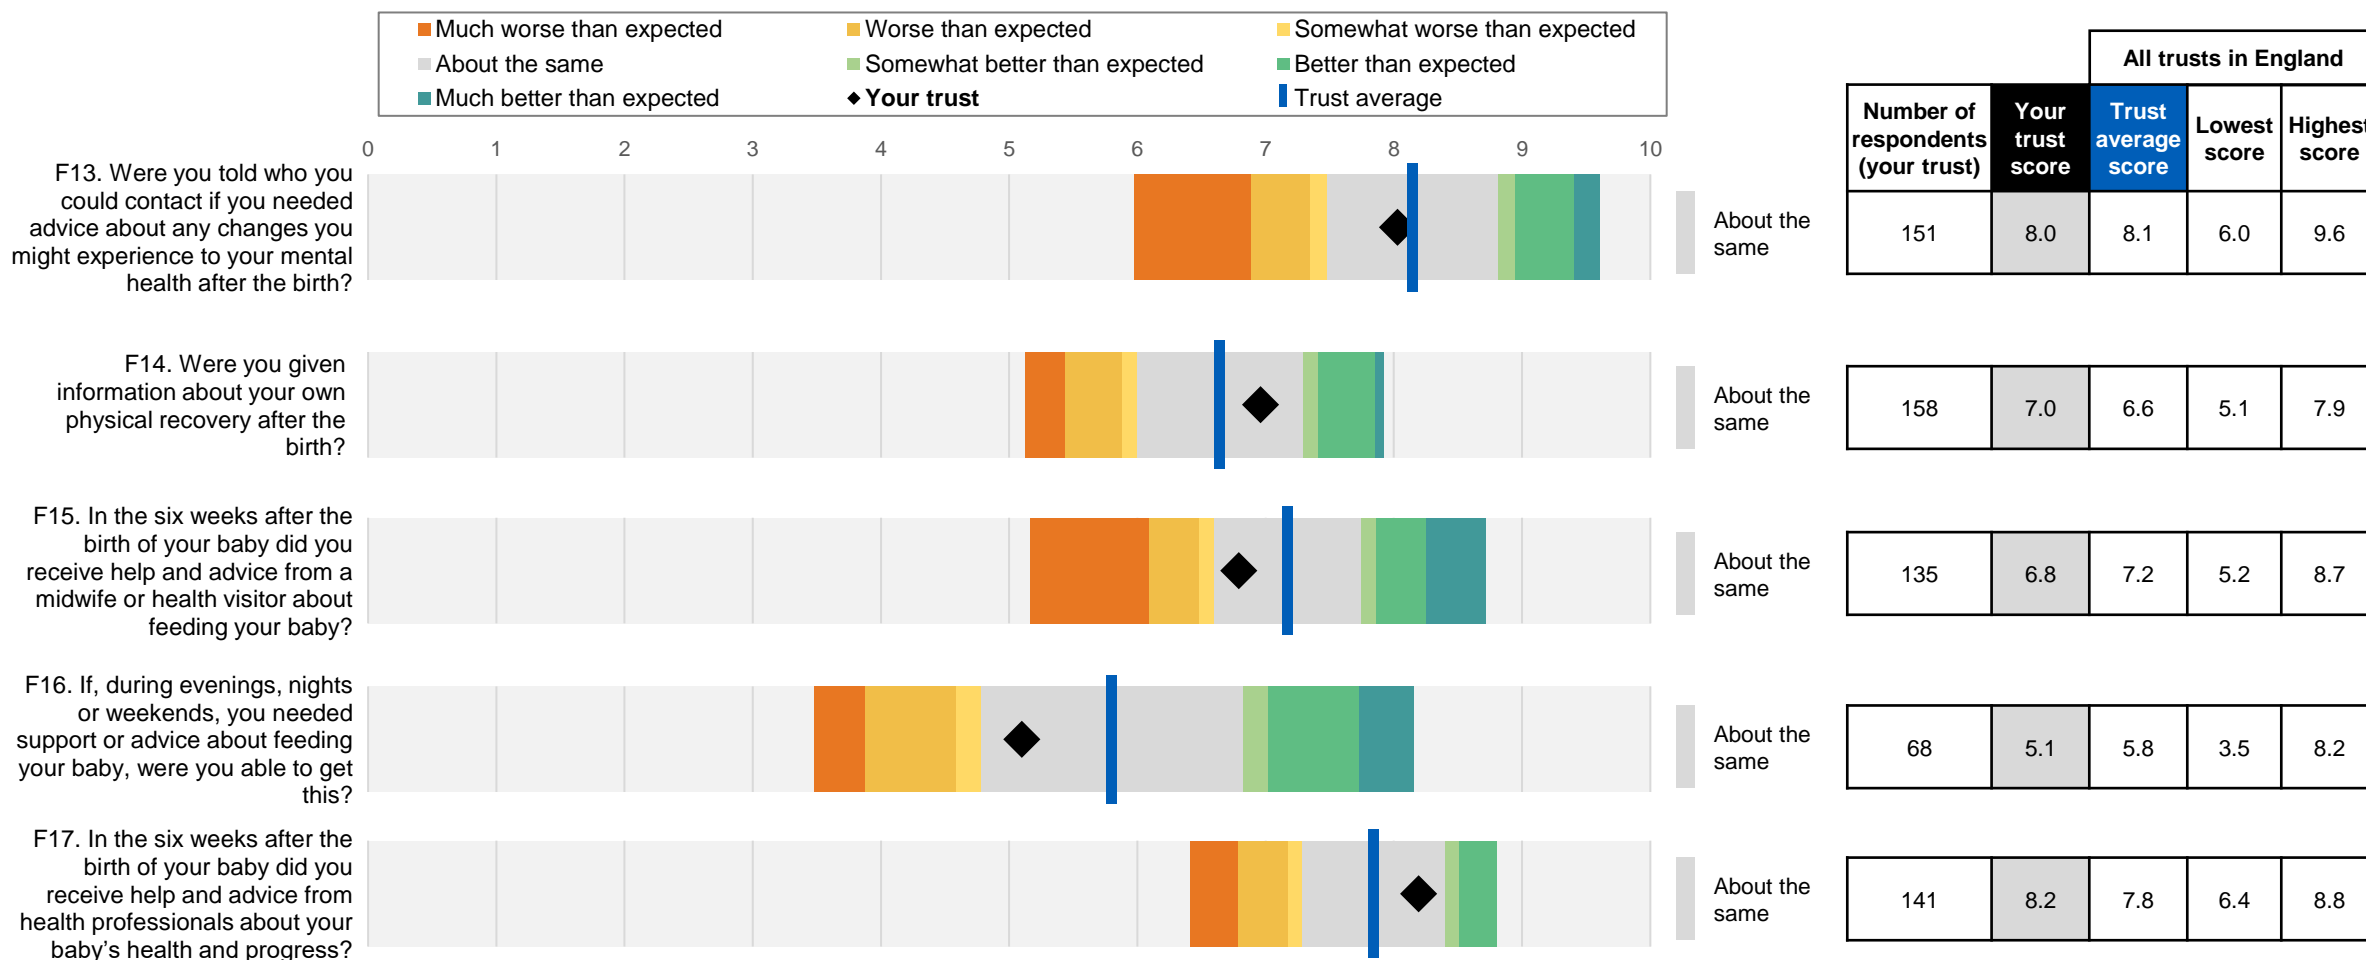 Much worse than expected
Worse than expected
Somewhat worse than expected
About the same
Somewhat better than expected
Better than expected
Much better than expected
Your trust
Trust average
All trusts in England
Number of
respondents
(your trust)
Your
trust
score
Trust
average
score
Lowest
score
Highest
score
0 1 2 3 4 5 6 7 8 9 10
F13. Were you told who you
could contact if you needed
advice about any changes you
might experience to your mental
health after the birth?
About the
same
151 8.0 8.1 6.0 9.6
F14. Were you given
information about your own
physical recovery after the
birth?
About the
same
158 7.0 6.6 5.1 7.9
F15. In the six weeks after the
birth of your baby did you
receive help and advice from a
midwife or health visitor about
feeding your baby?
About the
same
135 6.8 7.2 5.2 8.7
F16. If, during evenings, nights
or weekends, you needed
support or advice about feeding
your baby, were you able to get
this?
About the
same
68 5.1 5.8 3.5 8.2
F17. In the six weeks after the
birth of your baby did you
receive help and advice from
health professionals about your
baby’s health and progress?
About the
same
141 8.2 7.8 6.4 8.8